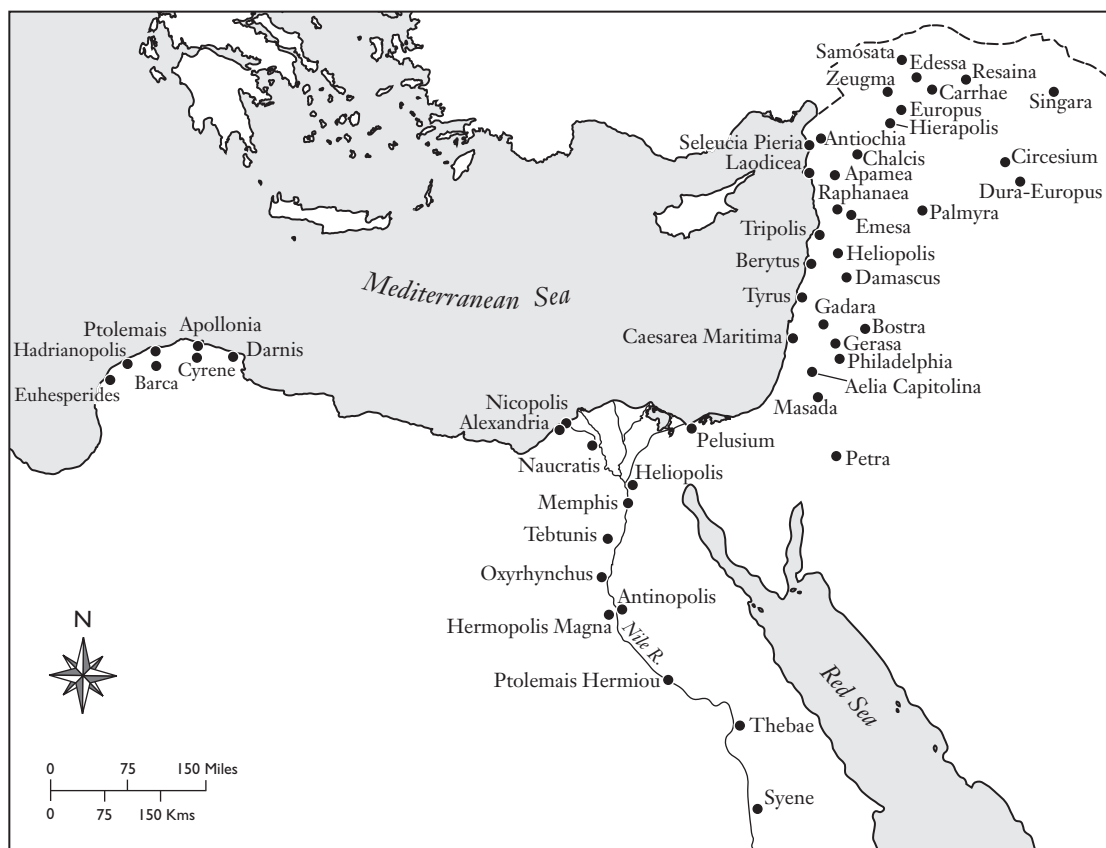 Samosata
Edessa
Zeugma
Resaina
Carrhae
Singara
Europus
Hierapolis
Seleucia Pieria
Antiochia
Laodicea
Chalcis
Circesium
Apamea
Dura-Europus
Raphanaea
Palmyra
Emesa
Tripolis
Heliopolis
Berytus
Damascus
Mediterranean Sea
Tyrus
Gadara
Bostra
Caesarea Maritima
Gerasa
Philadelphia
Aelia Capitolina
Masada
Ptolemais
Apollonia
Hadrianopolis
Darnis
Cyrene
Barca
Euhesperides
Nicopolis
Alexandria
Pelusium
Naucratis
Petra
Heliopolis
Memphis
Tebtunis
Oxyrhynchus
Antinopolis
Hermopolis Magna
Nile R.
Ptolemais Hermiou
Red Sea
Thebae
Syene
N
0 75 150 Miles
0 75 150 Kms